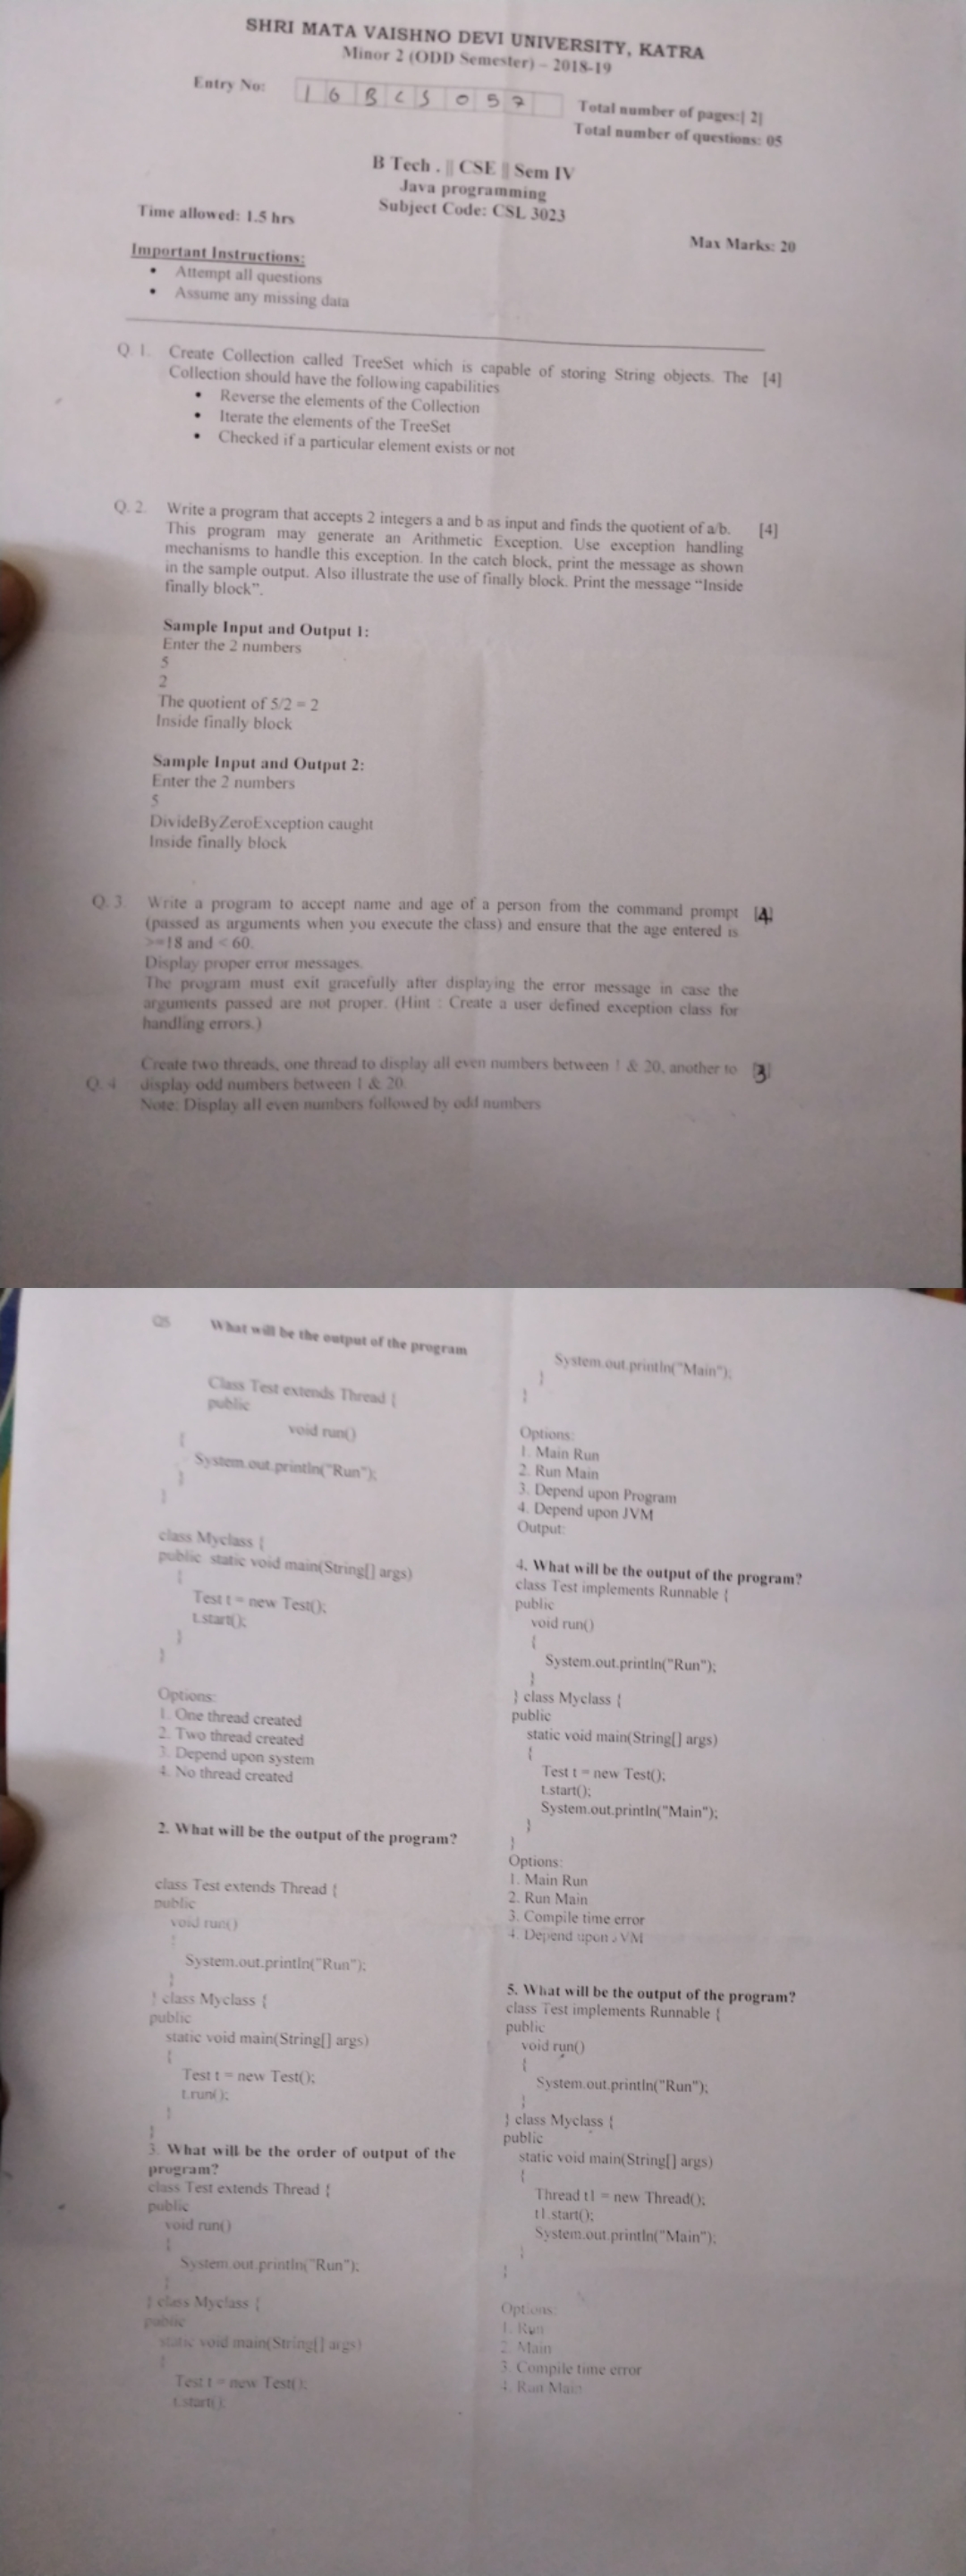 SHRI MATA VAISHNO DEVI UNIVERSITY, KATRA
Minor 2 (ODD Semester) – 2018-19
Entry No: 16BCS057
Total number of pages:[ 2]
Total number of questions: 05
B Tech . || CSE || Sem IV
Java programming
Subject Code: CSL 3023
Time allowed: 1.5 hrs
Max Marks: 20
Important Instructions:
• Attempt all questions
• Assume any missing data
Q. 1. Create Collection called TreeSet which is capable of storing String objects. The [4]
Collection should have the following capabilities
• Reverse the elements of the Collection
• Iterate the elements of the TreeSet
• Checked if a particular element exists or not
Q. 2. Write a program that accepts 2 integers a and b as input and finds the quotient of a/b. [4]
This program may generate an Arithmetic Exception. Use exception handling
mechanisms to handle this exception. In the catch block, print the message as shown
in the sample output. Also illustrate the use of finally block. Print the message “Inside
finally block”.
Sample Input and Output 1:
Enter the 2 numbers
5
2
The quotient of 5/2 = 2
Inside finally block
Sample Input and Output 2:
Enter the 2 numbers
5
DivideByZeroException caught
Inside finally block
Q. 3. Write a program to accept name and age of a person from the command prompt [4]
(passed as arguments when you execute the class) and ensure that the age entered is
>=18 and < 60.
Display proper error messages.
The program must exit gracefully after displaying the error message in case the
arguments passed are not proper. (Hint : Create a user defined exception class for
handling errors.)
Create two threads, one thread to display all even numbers between 1 & 20, another to [3]
Q. 4 display odd numbers between 1 & 20.
Note: Display all even numbers followed by odd numbers
Q5 What will be the output of the program
Class Test extends Thread {
public
void run()
{
System.out.println("Run");
}
}
class Myclass {
public static void main(String[] args)
{
Test t = new Test();
t.start();
}
}
Options:
1. One thread created
2. Two thread created
3. Depend upon system
4. No thread created
2. What will be the output of the program?
class Test extends Thread {
public
void run()
{
System.out.println("Run");
}
} class Myclass {
public
static void main(String[] args)
{
Test t = new Test();
t.run();
}
}
3. What will be the order of output of the
program?
class Test extends Thread {
public
void run()
{
System.out.println("Run");
}
} class Myclass {
public
static void main(String[] args)
{
Test t = new Test();
t.start();
System.out.println("Main");
}
}
Options:
1. Main Run
2. Run Main
3. Depend upon Program
4. Depend upon JVM
Output:
4. What will be the output of the program?
class Test implements Runnable {
public
void run()
{
System.out.println("Run");
}
} class Myclass {
public
static void main(String[] args)
{
Test t = new Test();
t.start();
System.out.println("Main");
}
}
Options:
1. Main Run
2. Run Main
3. Compile time error
4. Depend upon JVM
5. What will be the output of the program?
class Test implements Runnable {
public
void run()
{
System.out.println("Run");
}
} class Myclass {
public
static void main(String[] args)
{
Thread t1 = new Thread();
t1.start();
System.out.println("Main");
}
}
Options:
1. Run
2. Main
3. Compile time error
4. Run Main